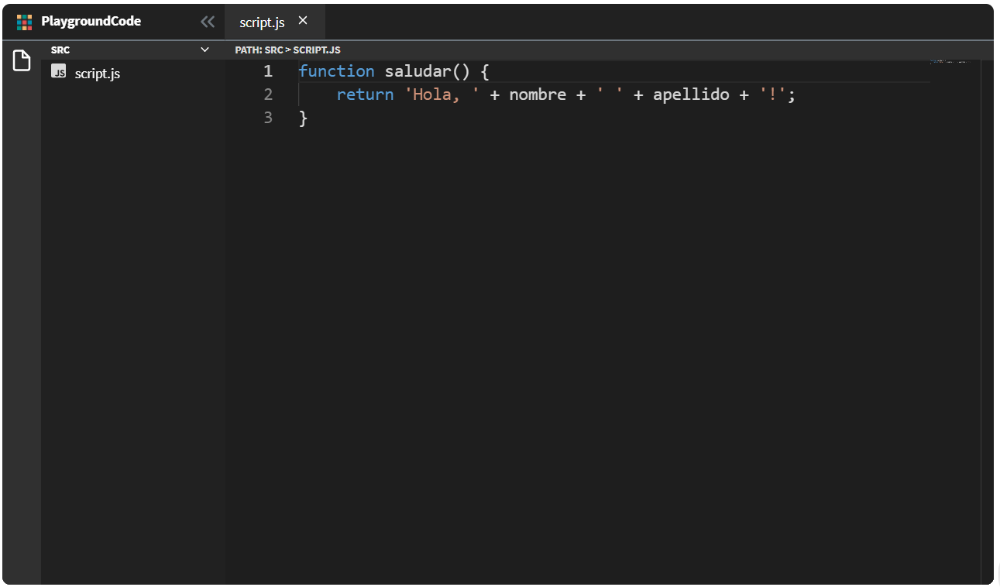 PlaygroundCode
script.js
SRC
PATH: SRC > SCRIPT.JS
JS script.js
1 function saludar() {
2     return 'Hola, ' + nombre + ' ' + apellido + '!';
3 }